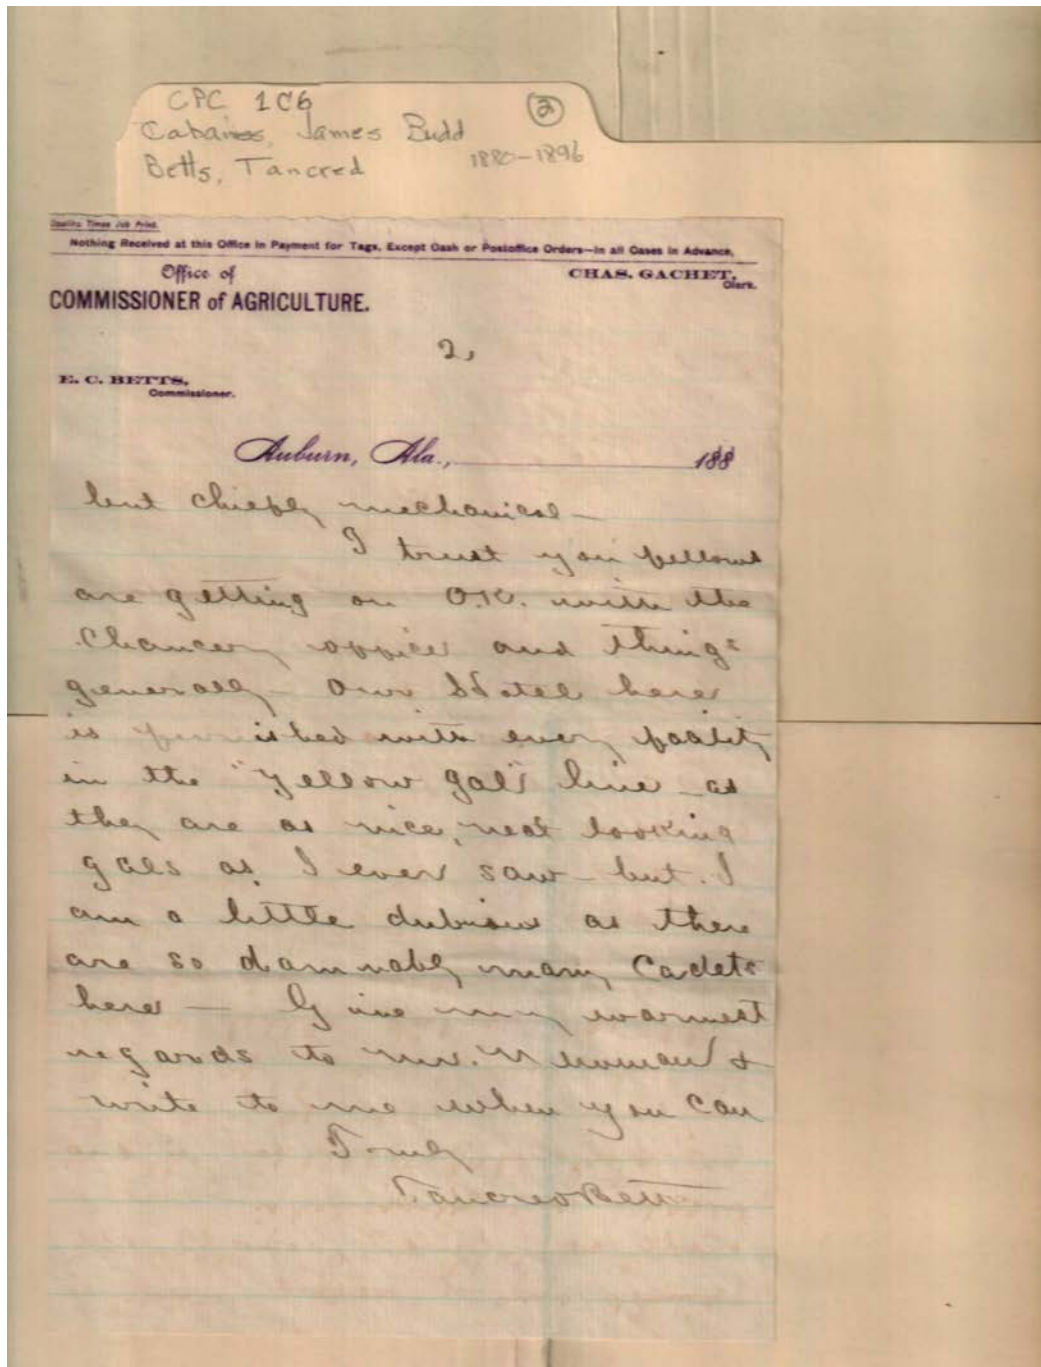 CPC 1C6
2
Cabaniss, James Budd
1880-1896
Betts, Tancred
Nothing Received at this Office in Payment for Tags, Except Cash or Postoffice Orders—in all Cases in Advance.
Office of
CHAS. GACHET,
Clerk.
COMMISSIONER of AGRICULTURE.
2
E. C. BETTS,
Commissioner.
Auburn, Ala., 188
but chiefly mechanical—
I trust you fellows
are getting on O.K. with the
Chancery office and things
generally— Our Hotel here
is furnished with every facility
in the "yellow gal" line—as
they are as nice, neat looking
gals as I ever saw—but I
am a little dubious as there
are so damnably many Cadets
here— Give my warmest
regards to Mr. &
write to me when you can
Truly
Tancred Betts